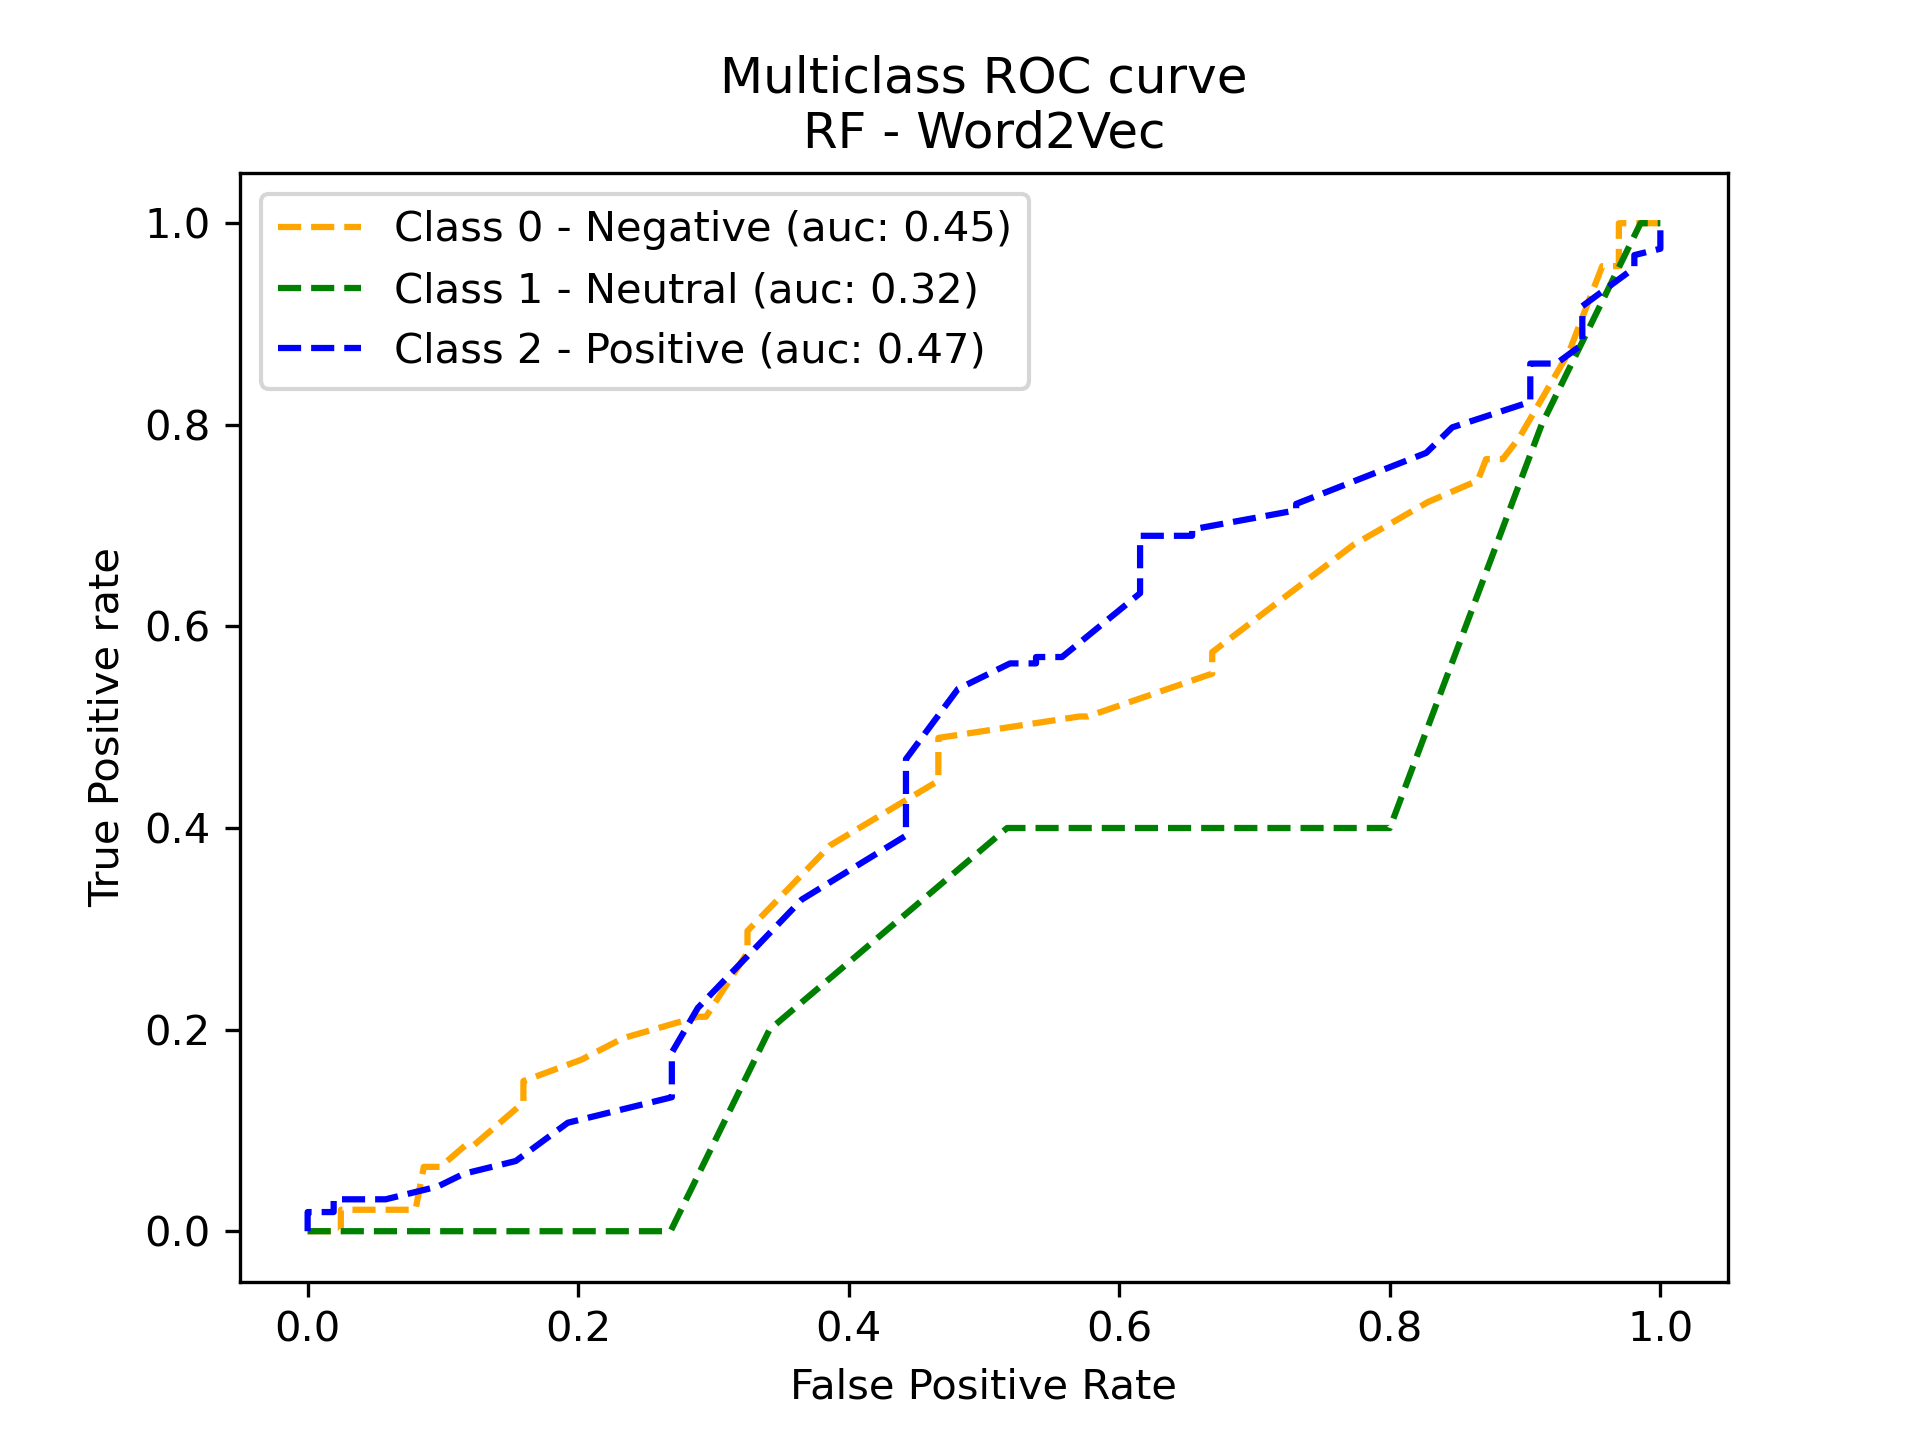 Multiclass ROC curve
RF - Word2Vec
Class 0 - Negative (auc: 0.45)
Class 1 - Neutral (auc: 0.32)
Class 2 - Positive (auc: 0.47)
True Positive rate
1.0
0.8
0.6
0.4
0.2
0.0
0.0 0.2 0.4 0.6 0.8 1.0
False Positive Rate